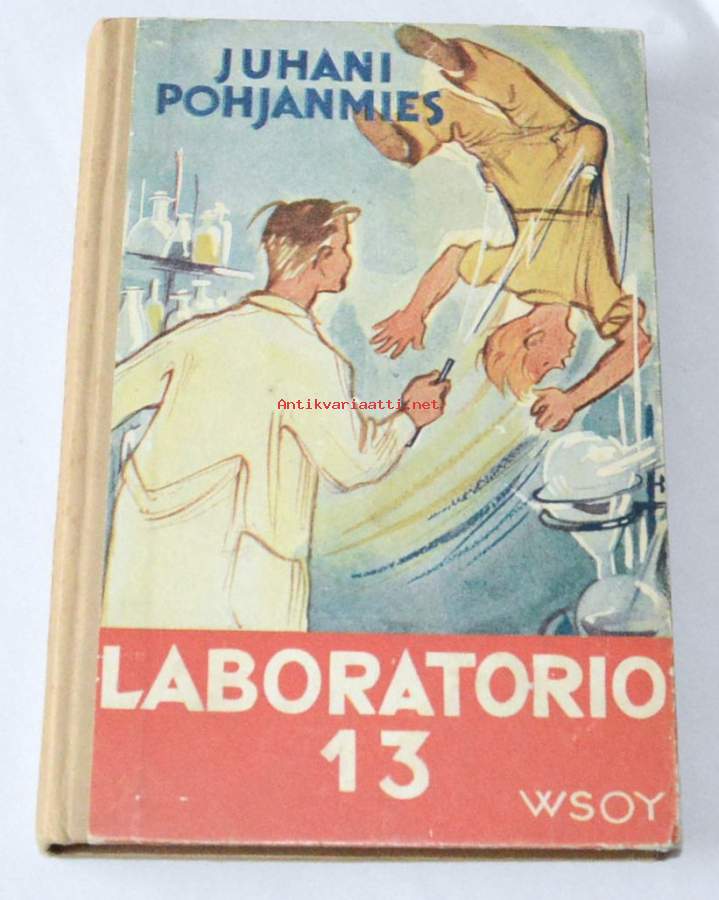 JUHANI
POHJANMIES
Antikvariaatti.net
LABORATORIO
13
WSOY